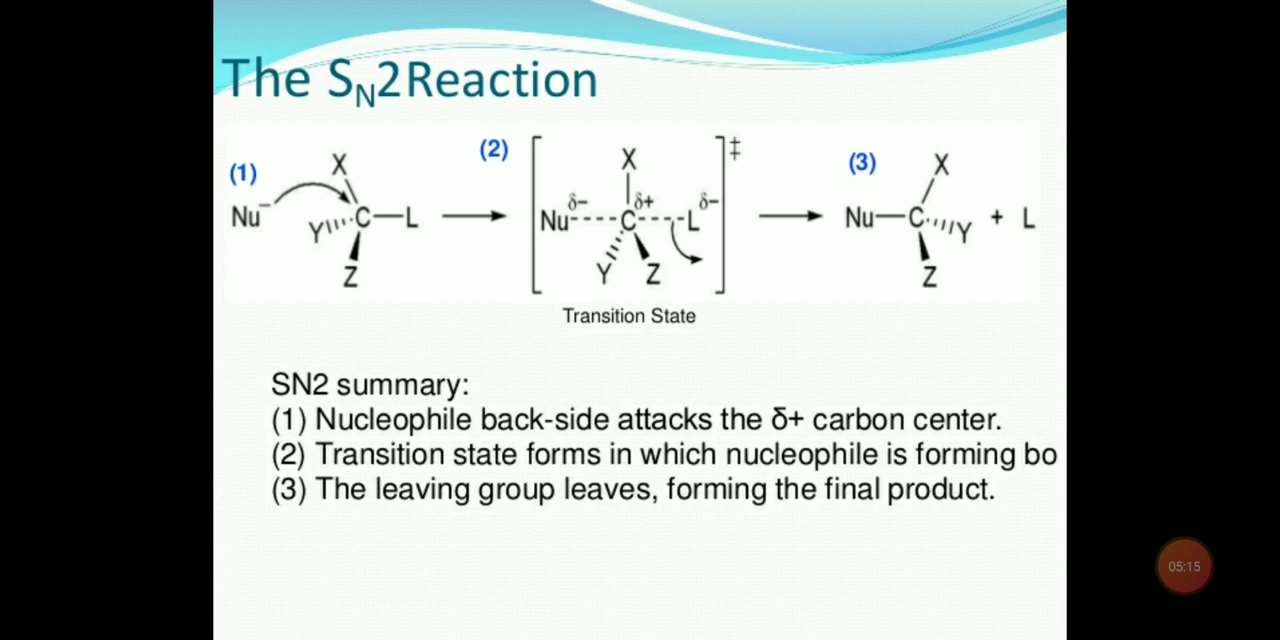 The SN2Reaction
(1)
Nu⁻
X
Y
C
L
Z
(2)
X
Nu δ− C δ+ L δ−
Y
Z
‡
Transition State
(3)
X
Nu C Y + L
Z
SN2 summary:
(1) Nucleophile back-side attacks the δ+ carbon center.
(2) Transition state forms in which nucleophile is forming bo
(3) The leaving group leaves, forming the final product.
05:15